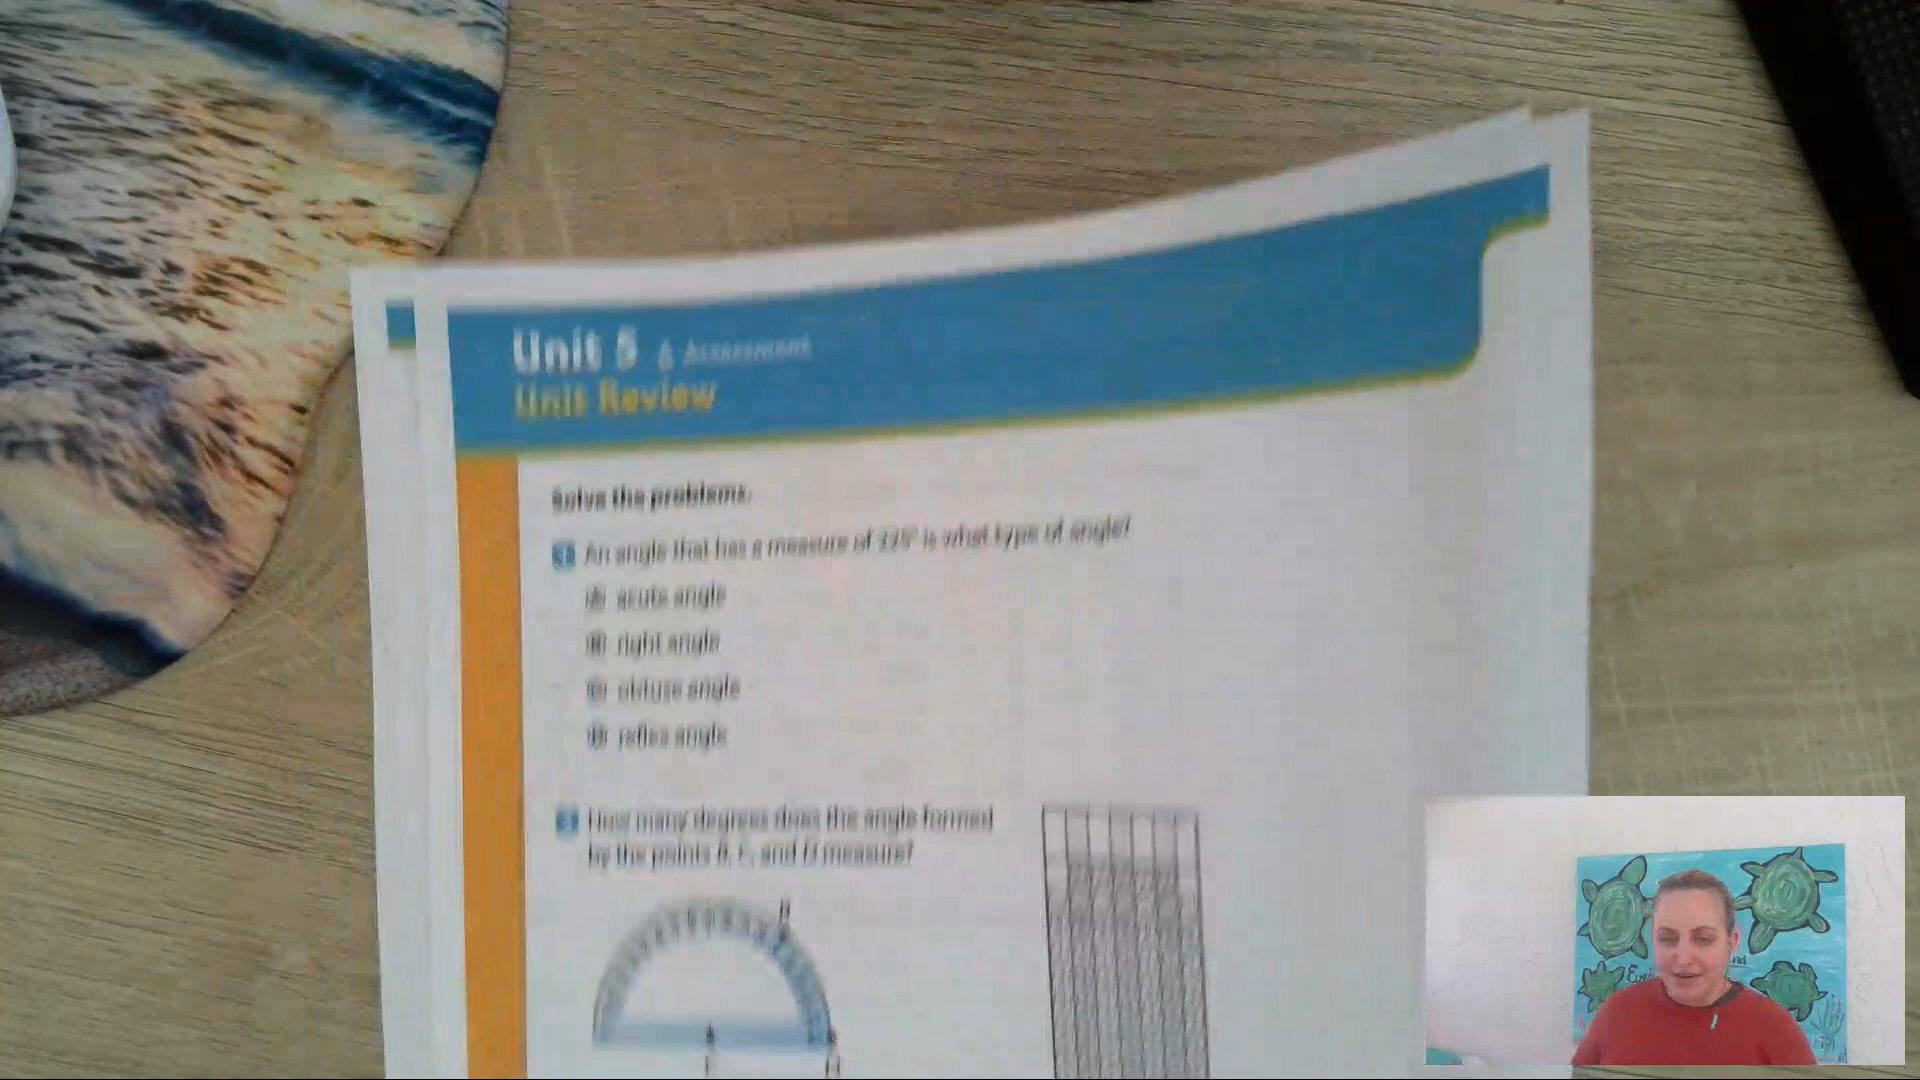 Unit 5 & Assessment
Unit Review
Solve the problems.
1 An angle that has a measure of is what type of angle?
A acute angle
B right angle
C obtuse angle
D reflex angle
2 How many degrees does the angle formed
by the points and measure?
B